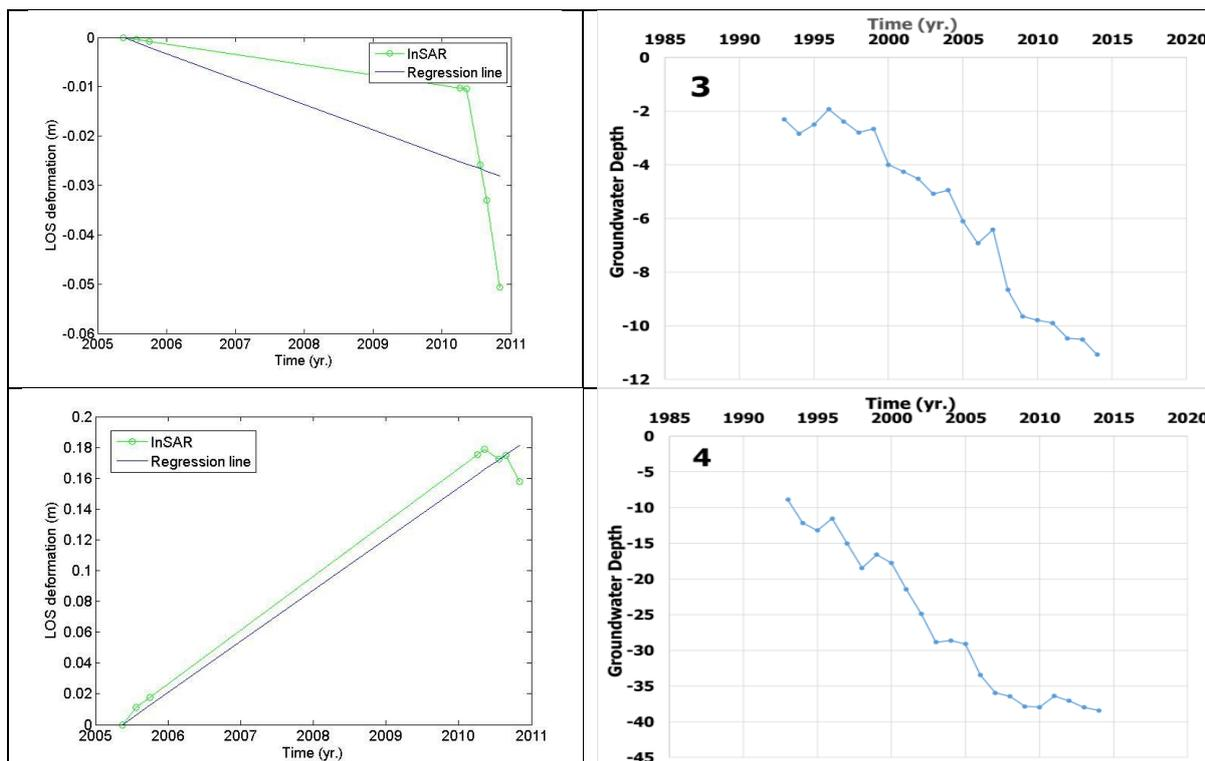 0
-0.01
-0.02
-0.03
-0.04
-0.05
-0.06
LOS deformation (m)
InSAR
Regression line
2005 2006 2007 2008 2009 2010 2011
Time (yr.)
Time (yr.)
1985 1990 1995 2000 2005 2010 2015 2020
0
-2
-4
-6
-8
-10
-12
Groundwater Depth
3
0.2
0.18
0.16
0.14
0.12
0.1
0.08
0.06
0.04
0.02
0
LOS deformation (m)
InSAR
Regression line
2005 2006 2007 2008 2009 2010 2011
Time (yr.)
Time (yr.)
1985 1990 1995 2000 2005 2010 2015 2020
0
-5
-10
-15
-20
-25
-30
-35
-40
-45
Groundwater Depth
4